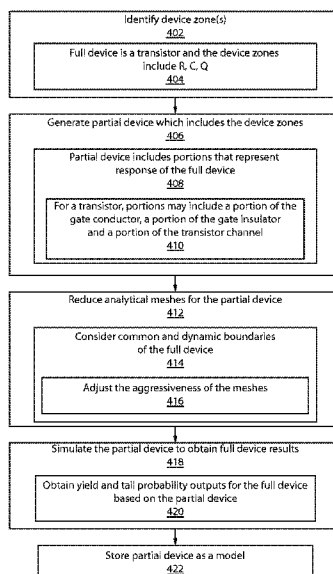 Identify device zone(s)
402
Full device is a transistor and the device zones
include R, C, Q
404
Generate partial device which includes the device zones
406
Partial device includes portions that represent
response of the full device
408
For a transistor, portions may include a portion of the
gate conductor, a portion of the gate insulator
and a portion of the transistor channel
410
Reduce analytical meshes for the partial device
412
Consider common and dynamic boundaries
of the full device
414
Adjust the aggressiveness of the meshes
416
Simulate the partial device to obtain full device results
418
Obtain yield and tail probability outputs for the full device
based on the partial device
420
Store partial device as a model
422